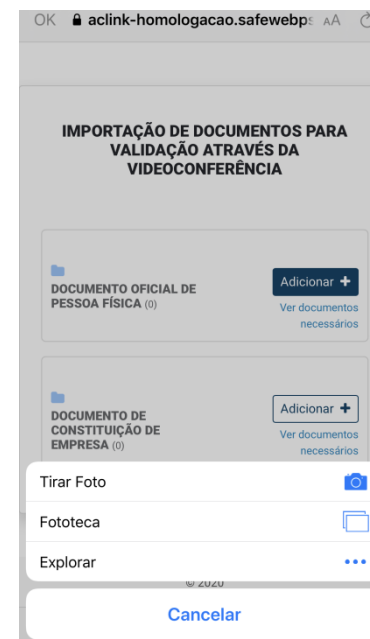 OK aclink-homologacao.safewebps AA
IMPORTAÇÃO DE DOCUMENTOS PARA
VALIDAÇÃO ATRAVÉS DA
VIDEOCONFERÊNCIA
DOCUMENTO OFICIAL DE
PESSOA FÍSICA (0)
Adicionar +
Ver documentos
necessários
DOCUMENTO DE
CONSTITUIÇÃO DE
EMPRESA (0)
Adicionar +
Ver documentos
necessários
Tirar Foto
Fototeca
Explorar
© 2020
Cancelar